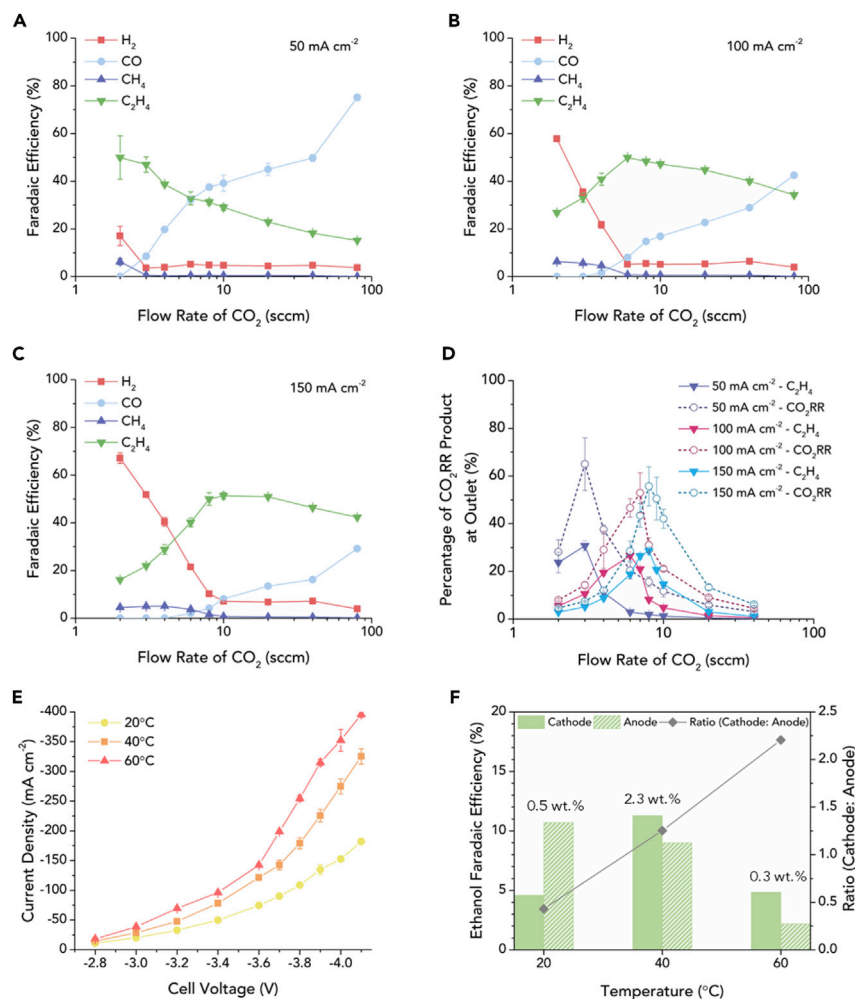 A
H2
CO
CH4
C2H4
50 mA cm-2
Faradaic Efficiency (%)
100
80
60
40
20
0
1
10
100
Flow Rate of CO2 (sccm)
B
H2
CO
CH4
C2H4
100 mA cm-2
Faradaic Efficiency (%)
100
80
60
40
20
0
1
10
100
Flow Rate of CO2 (sccm)
C
H2
CO
CH4
C2H4
150 mA cm-2
Faradaic Efficiency (%)
100
80
60
40
20
0
1
10
100
Flow Rate of CO2 (sccm)
D
50 mA cm-2 - C2H4
50 mA cm-2 - CO2RR
100 mA cm-2 - C2H4
100 mA cm-2 - CO2RR
150 mA cm-2 - C2H4
150 mA cm-2 - CO2RR
Percentage of CO2RR Product
at Outlet (%)
100
80
60
40
20
0
1
10
100
Flow Rate of CO2 (sccm)
E
20°C
40°C
60°C
Current Density (mA cm-2)
-400
-350
-300
-250
-200
-150
-100
-50
0
-2.8
-3.0
-3.2
-3.4
-3.6
-3.8
-4.0
Cell Voltage (V)
F
Cathode
Anode
Ratio (Cathode: Anode)
0.5 wt.%
2.3 wt.%
0.3 wt.%
Ethanol Faradaic Efficiency (%)
20
15
10
5
0
20
40
60
Temperature (°C)
2.5
2.0
1.5
1.0
0.5
0.0
Ratio (Cathode: Anode)